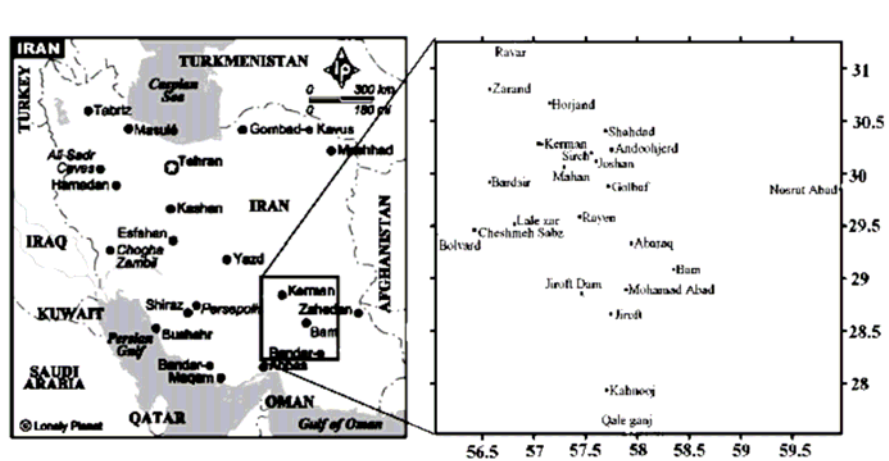 IRAN
TURKMENISTAN
TURKEY
Caspian
Sea
0 300 km
0 180 mi
Tabriz
Masulé
Gombad-e Kavus
Mashhad
Ali-Sadr
Caves
Tehran
Hamadan
Kashan
IRAN
Esfahan
IRAQ
Chogha
Zambil
Yazd
AFGHANISTAN
Kerman
Shiraz
Persepolis
Zahedan
KUWAIT
Bam
Persian
Gulf
Bushehr
Bandar-e
Abbas
Bandar-e
Maqam
SAUDI
ARABIA
QATAR
OMAN
Gulf of Oman
© Lonely Planet
Ravar
31
Zarand
Horjand
30.5
Shahdad
Kerman
Andoohjerd
Sirch
Joshan
30
Mahan
Bardsir
Golbaf
Nosrat Abad
Lale zar
Rayen
29.5
Cheshmeh Sabz
Bolvard
Abaraq
Bam
29
Jiroft Dam
Mohamad Abad
Jiroft
28.5
28
Kahnooj
Qale ganj
56.5 57 57.5 58 58.5 59 59.5